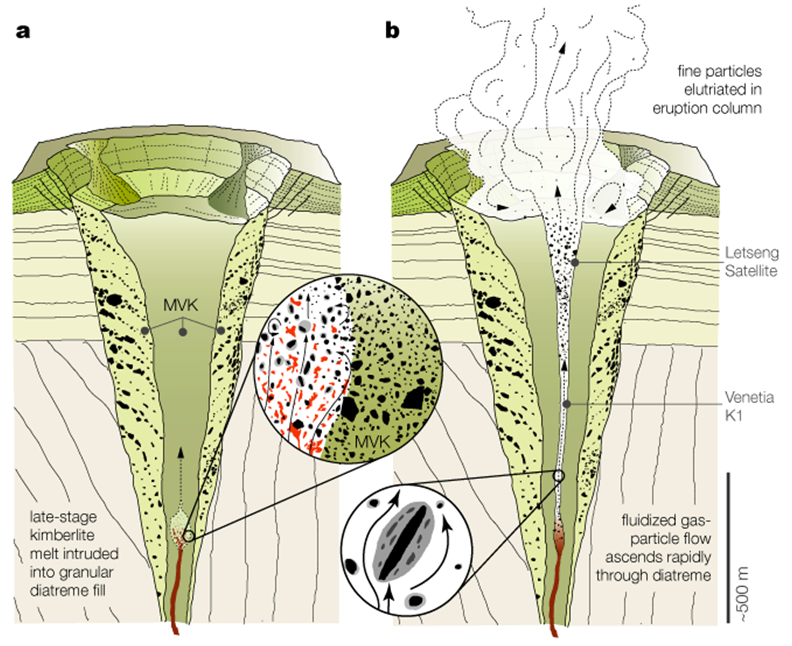 a
b
fine particles
elutriated in
eruption column
MVK
Letseng
Satellite
MVK
Venetia
K1
late-stage
kimberlite
melt intruded
into granular
diatreme fill
fluidized gas-
particle flow
ascends rapidly
through diatreme
~500 m